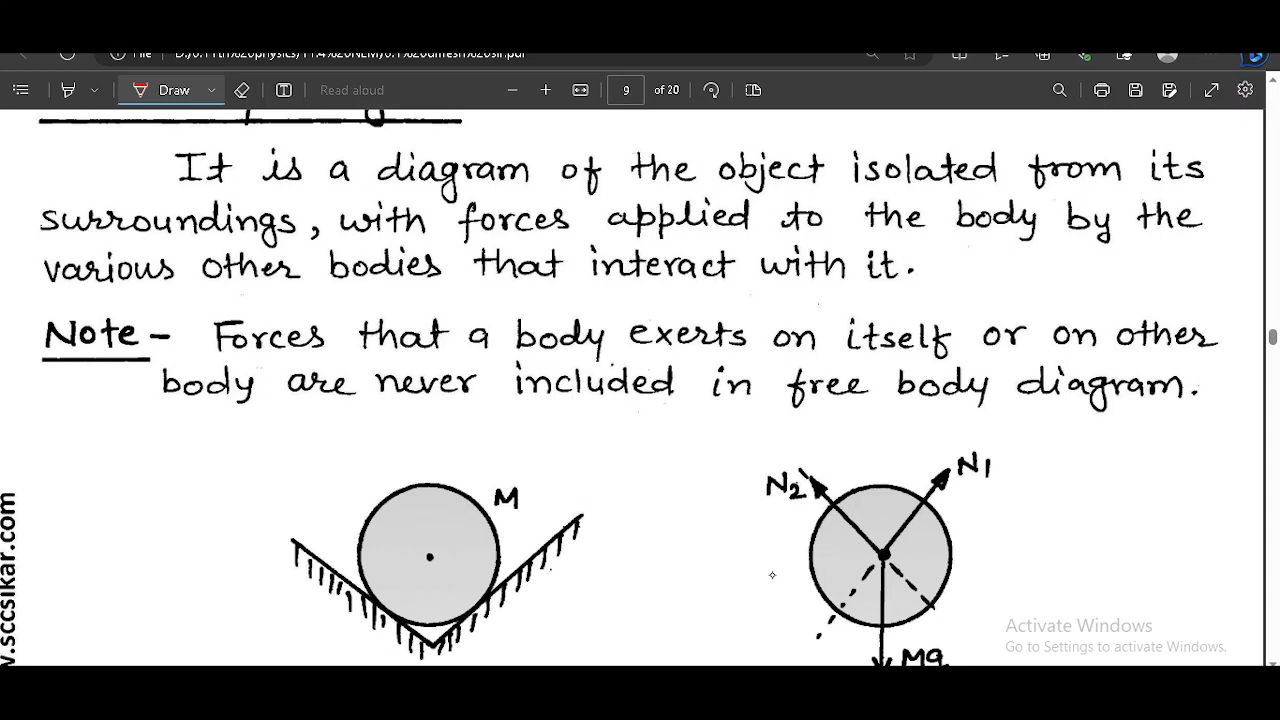 File
Draw
Read aloud
9 of 20
It is a diagram of the object isolated from its
surroundings, with forces applied to the body by the
various other bodies that interact with it.
Note - Forces that a body exerts on itself or on other
body are never included in free body diagram.
M
N2
N1
Mg
.sccsikar.com
Activate Windows
Go to Settings to activate Windows.